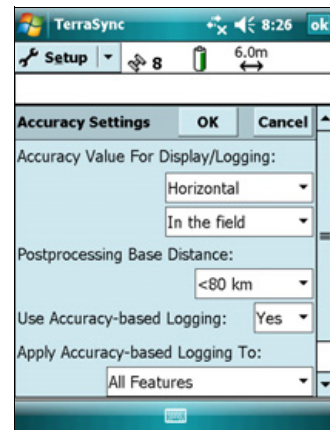 TerraSync 8:26 ok
Setup 8 6.0m
Accuracy Settings OK Cancel
Accuracy Value For Display/Logging:
Horizontal
In the field
Postprocessing Base Distance:
<80 km
Use Accuracy-based Logging: Yes
Apply Accuracy-based Logging To:
All Features